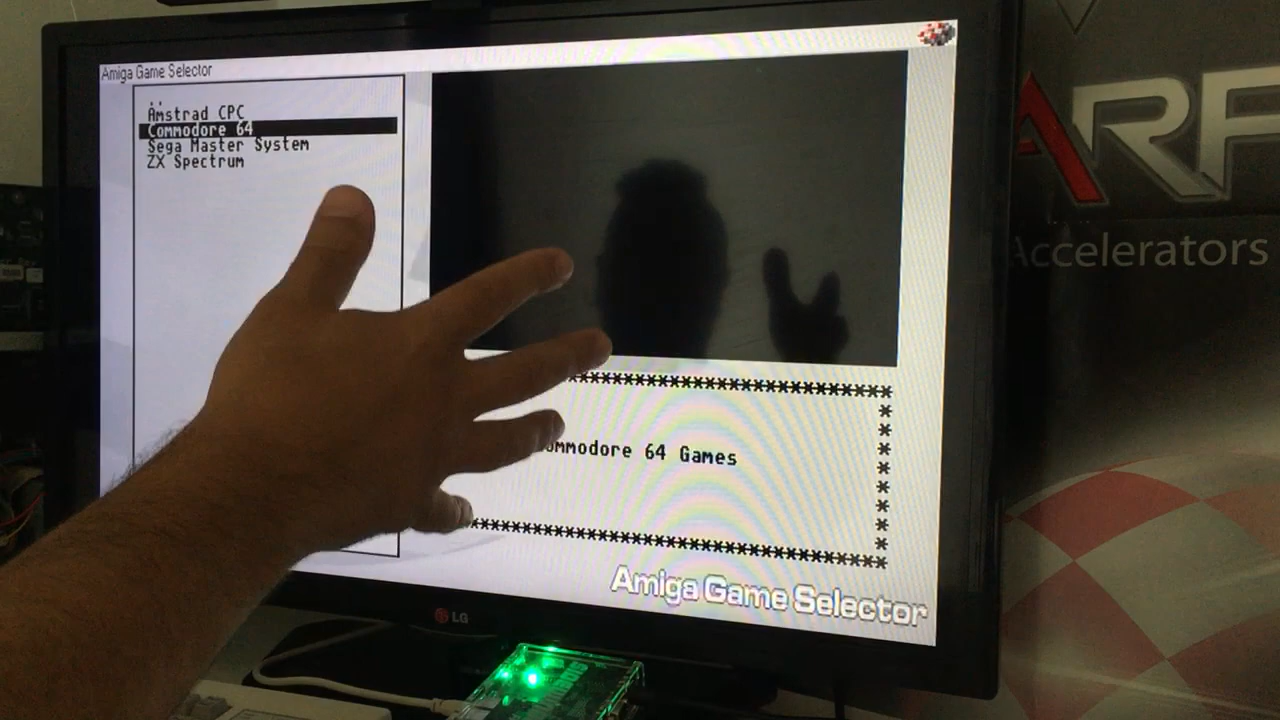 Amiga Game Selector
..
Amstrad CPC
Commodore 64
Sega Master System
ZX Spectrum
ommodore 64 Games
Amiga Game Selector
LG
ARP
Accelerators